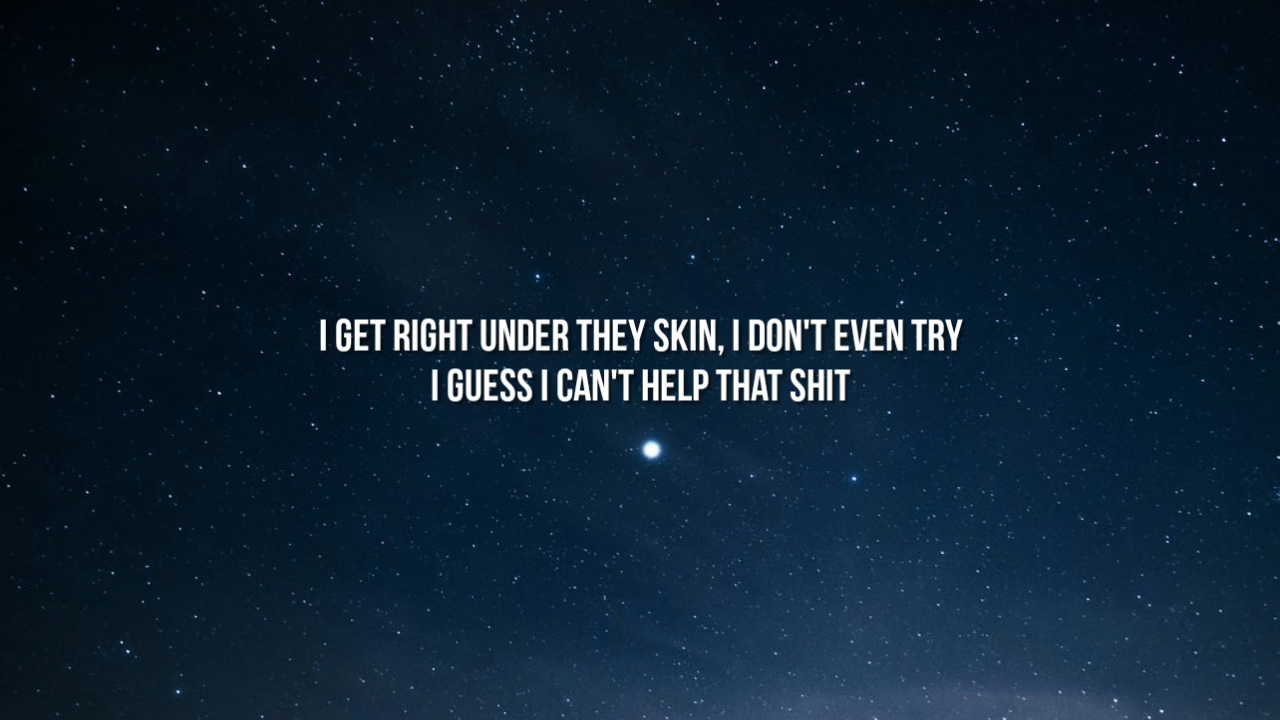 I GET RIGHT UNDER THEY SKIN, I DON'T EVEN TRY
I GUESS I CAN'T HELP THAT SHIT